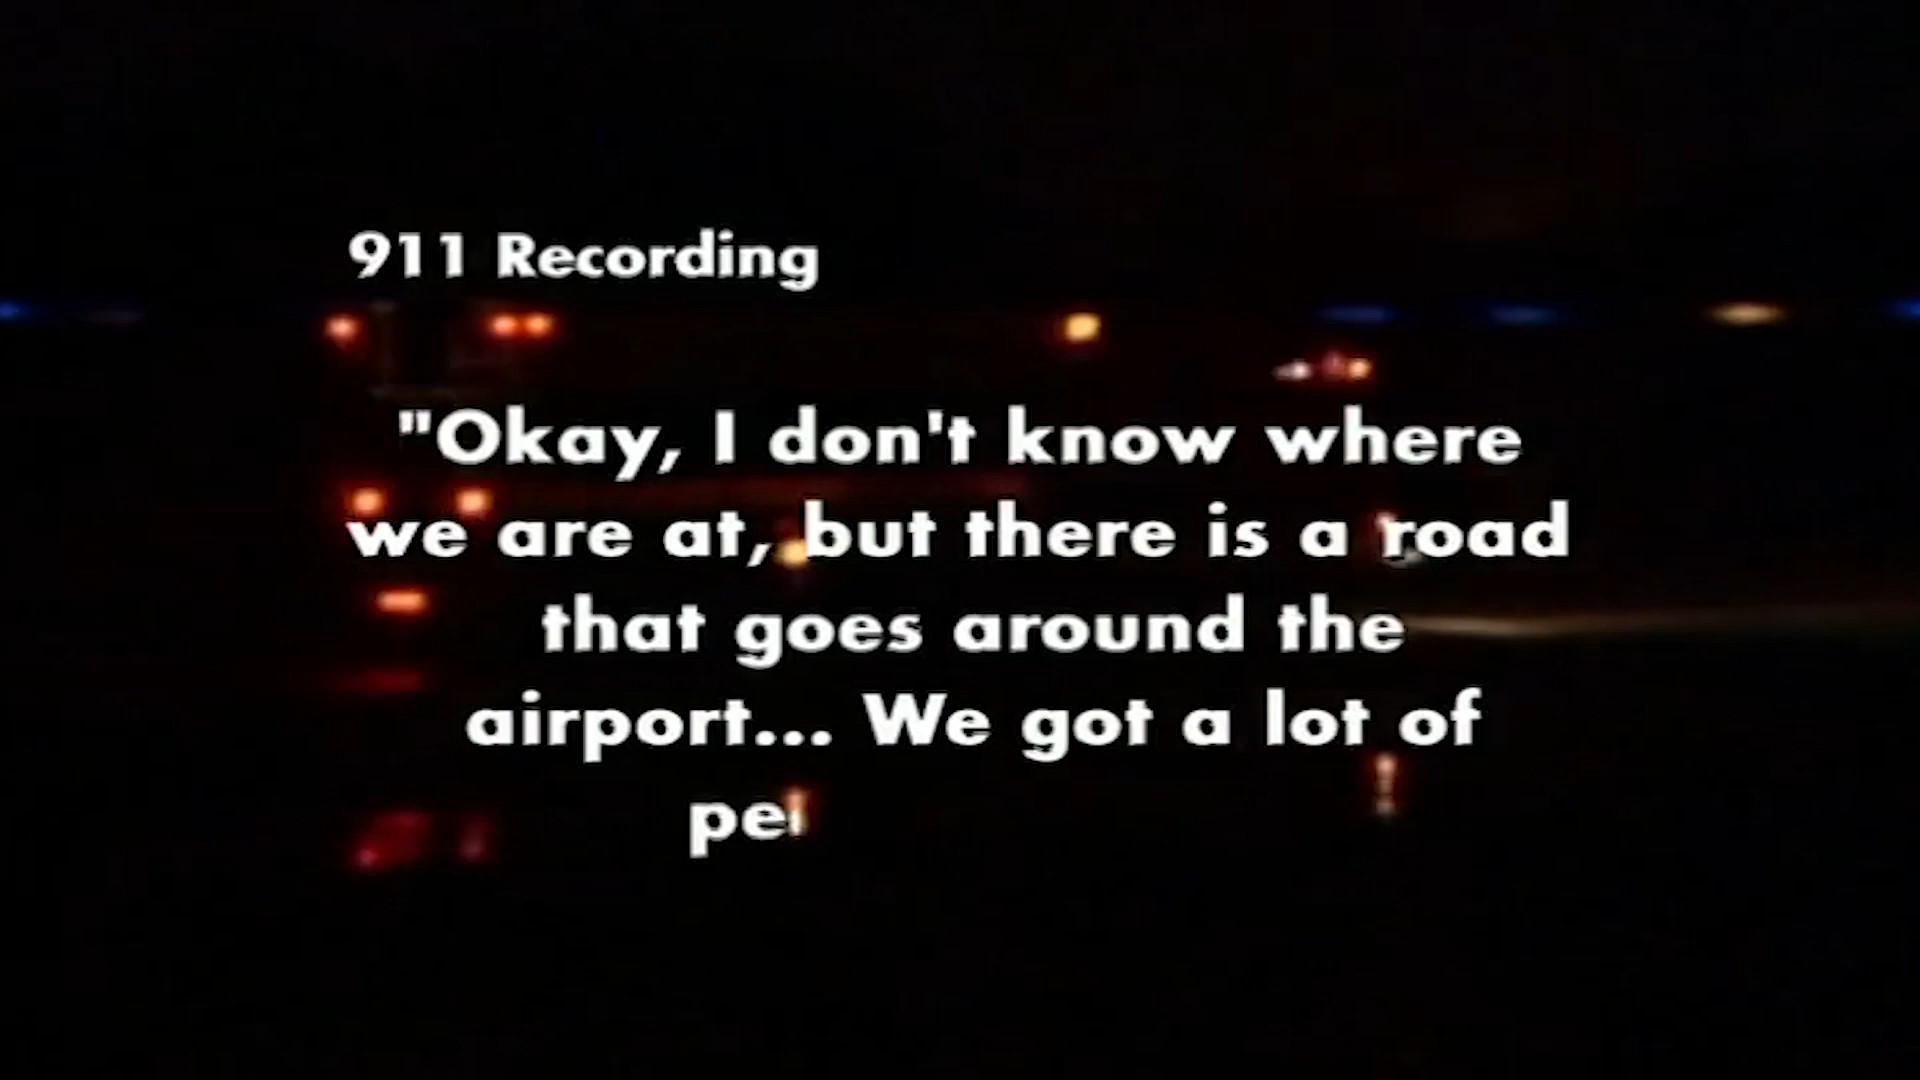 911 Recording
"Okay, I don't know where
we are at, but there is a road
that goes around the
airport... We got a lot of
pe